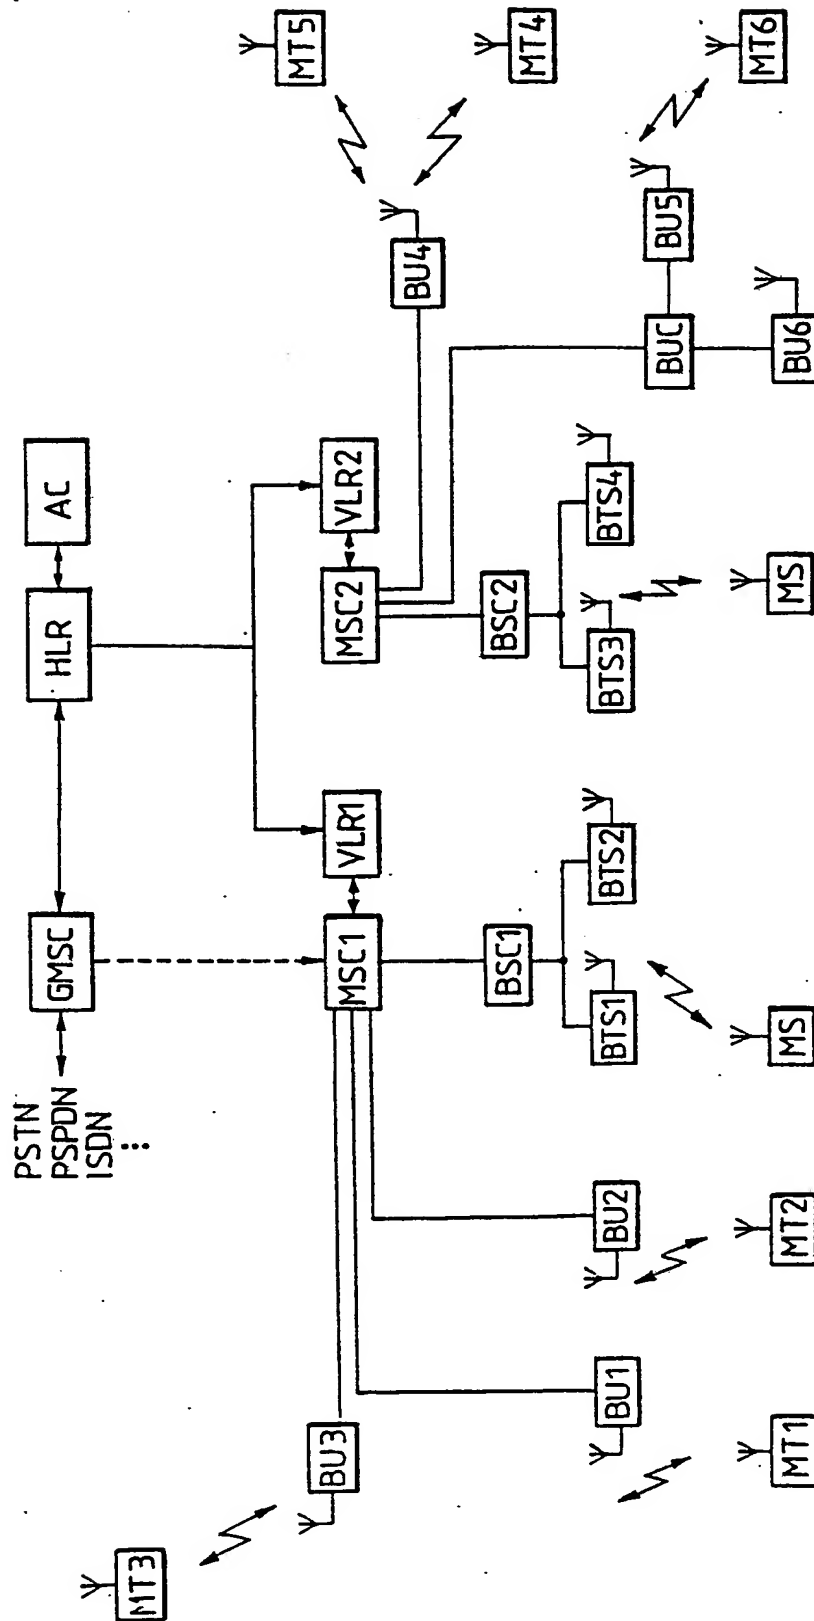 PSTN
PSPDN
ISDN
...
GMSC
HLR
AC
MSC1
VLR1
MSC2
VLR2
BU3
MT3
BU4
MT5
MT4
BSC1
BSC2
BU1
BU2
BTS1
BTS2
BTS3
BTS4
BUC
BU5
BU6
MT1
MT2
MS
MS
MT6